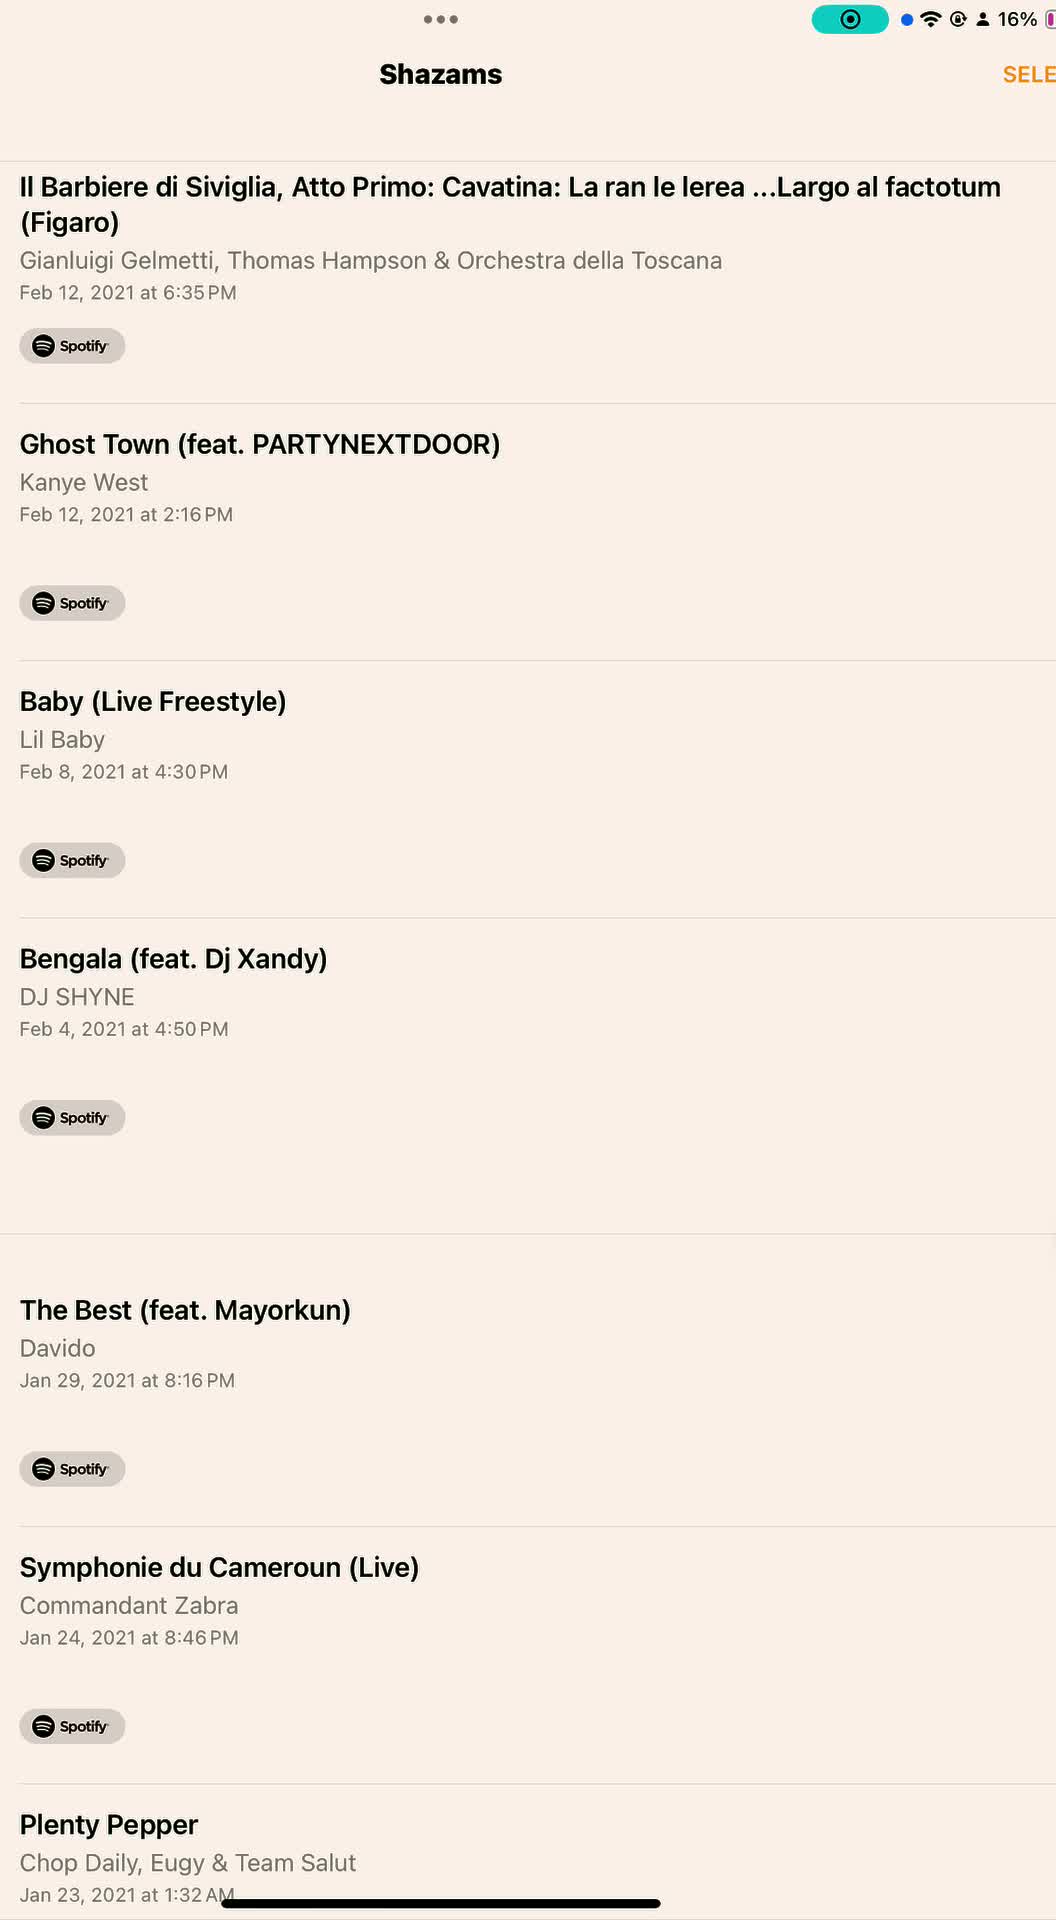 16%
Shazams
SELE
Il Barbiere di Siviglia, Atto Primo: Cavatina: La ran le lerea ...Largo al factotum
(Figaro)
Gianluigi Gelmetti, Thomas Hampson & Orchestra della Toscana
Feb 12, 2021 at 6:35 PM
Spotify
Ghost Town (feat. PARTYNEXTDOOR)
Kanye West
Feb 12, 2021 at 2:16 PM
Spotify
Baby (Live Freestyle)
Lil Baby
Feb 8, 2021 at 4:30 PM
Spotify
Bengala (feat. Dj Xandy)
DJ SHYNE
Feb 4, 2021 at 4:50 PM
Spotify
The Best (feat. Mayorkun)
Davido
Jan 29, 2021 at 8:16 PM
Spotify
Symphonie du Cameroun (Live)
Commandant Zabra
Jan 24, 2021 at 8:46 PM
Spotify
Plenty Pepper
Chop Daily, Eugy & Team Salut
Jan 23, 2021 at 1:32 AM